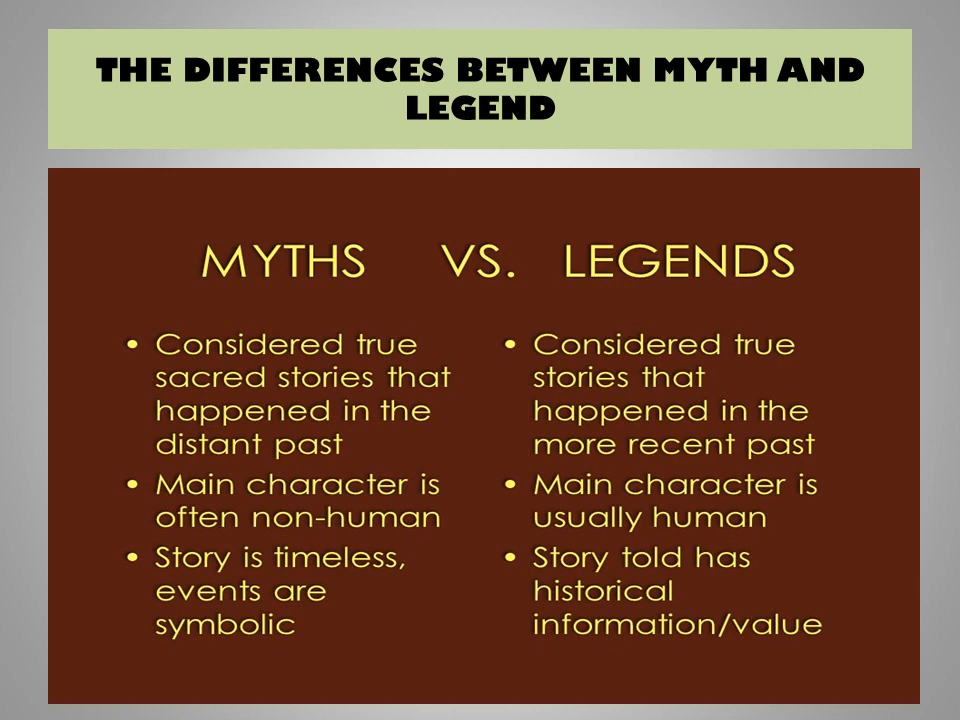 THE DIFFERENCES BETWEEN MYTH AND
LEGEND
MYTHS VS. LEGENDS
• Considered true
sacred stories that
happened in the
distant past
• Main character is
often non-human
• Story is timeless,
events are
symbolic
• Considered true
stories that
happened in the
more recent past
• Main character is
usually human
• Story told has
historical
information/value